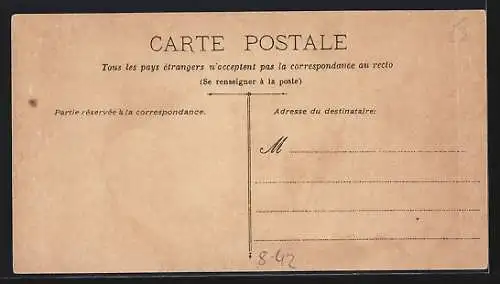 CARTE POSTALE
Tous les pays étrangers n'acceptent pas la correspondance au recto
(Se renseigner à la poste)
Partie réservée à la correspondance.
Adresse du destinataire:
M
8-42